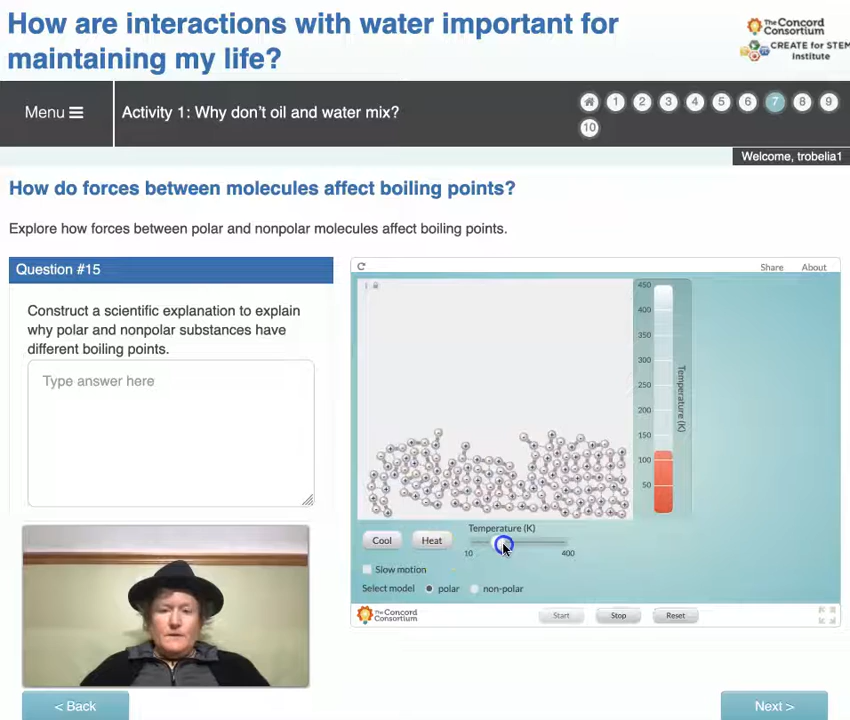 How are interactions with water important for
maintaining my life?
The Concord
Consortium
CREATE for STEM
Institute
Menu
Activity 1: Why don't oil and water mix?
1 2 3 4 5 6 7 8 9
10
Welcome, trobelia1
How do forces between molecules affect boiling points?
Explore how forces between polar and nonpolar molecules affect boiling points.
Question #15
Construct a scientific explanation to explain
why polar and nonpolar substances have
different boiling points.
Type answer here
Share About
450
400
350
300
250
200
150
100
50
Temperature (K)
Temperature (K)
Cool Heat
10 400
Slow motion
Select model polar non-polar
The Concord
Consortium
Start Stop Reset
< Back
Next >